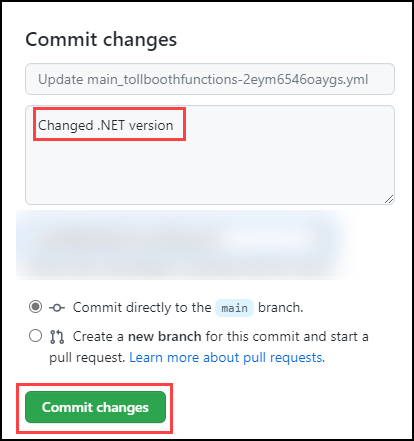 Commit changes
Update main_tollboothfunctions-2eym6546oaygs.yml
Changed .NET version
Commit directly to the main branch.
Create a new branch for this commit and start a
pull request. Learn more about pull requests.
Commit changes